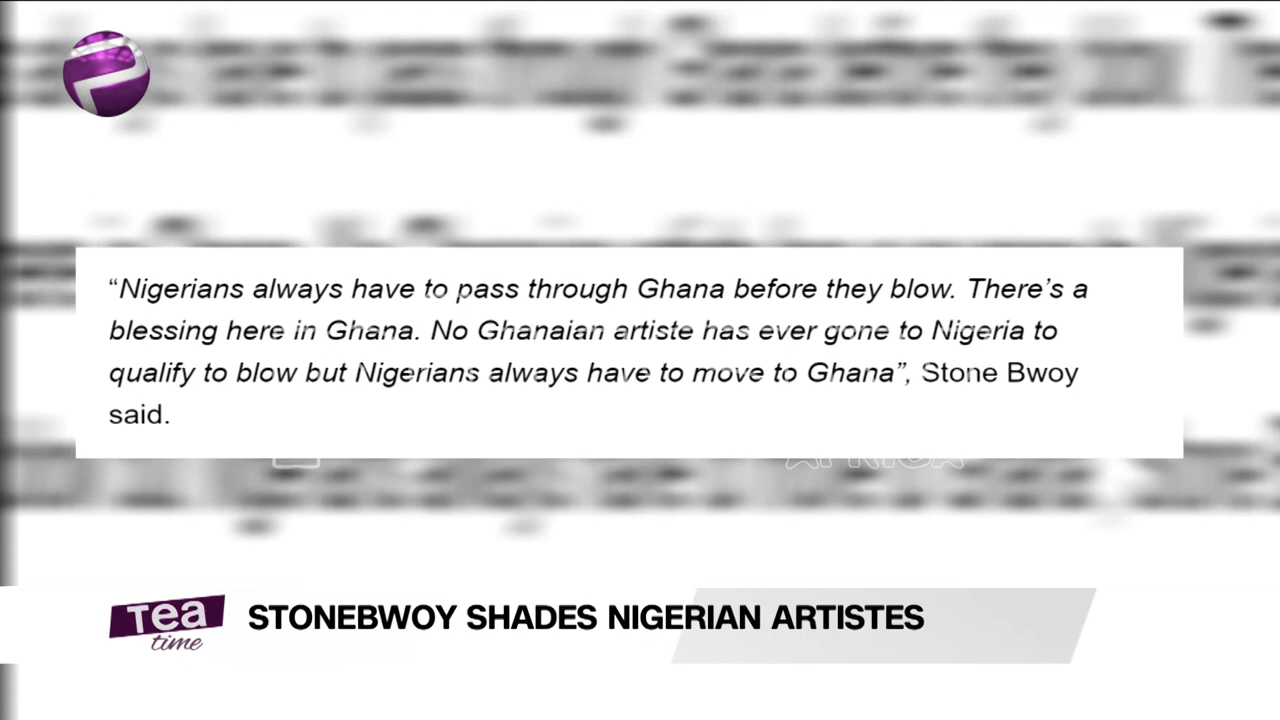 “Nigerians always have to pass through Ghana before they blow. There’s a
blessing here in Ghana. No Ghanaian artiste has ever gone to Nigeria to
qualify to blow but Nigerians always have to move to Ghana”, Stone Bwoy
said.
AFRICA
Tea
time
STONEBWOY SHADES NIGERIAN ARTISTES